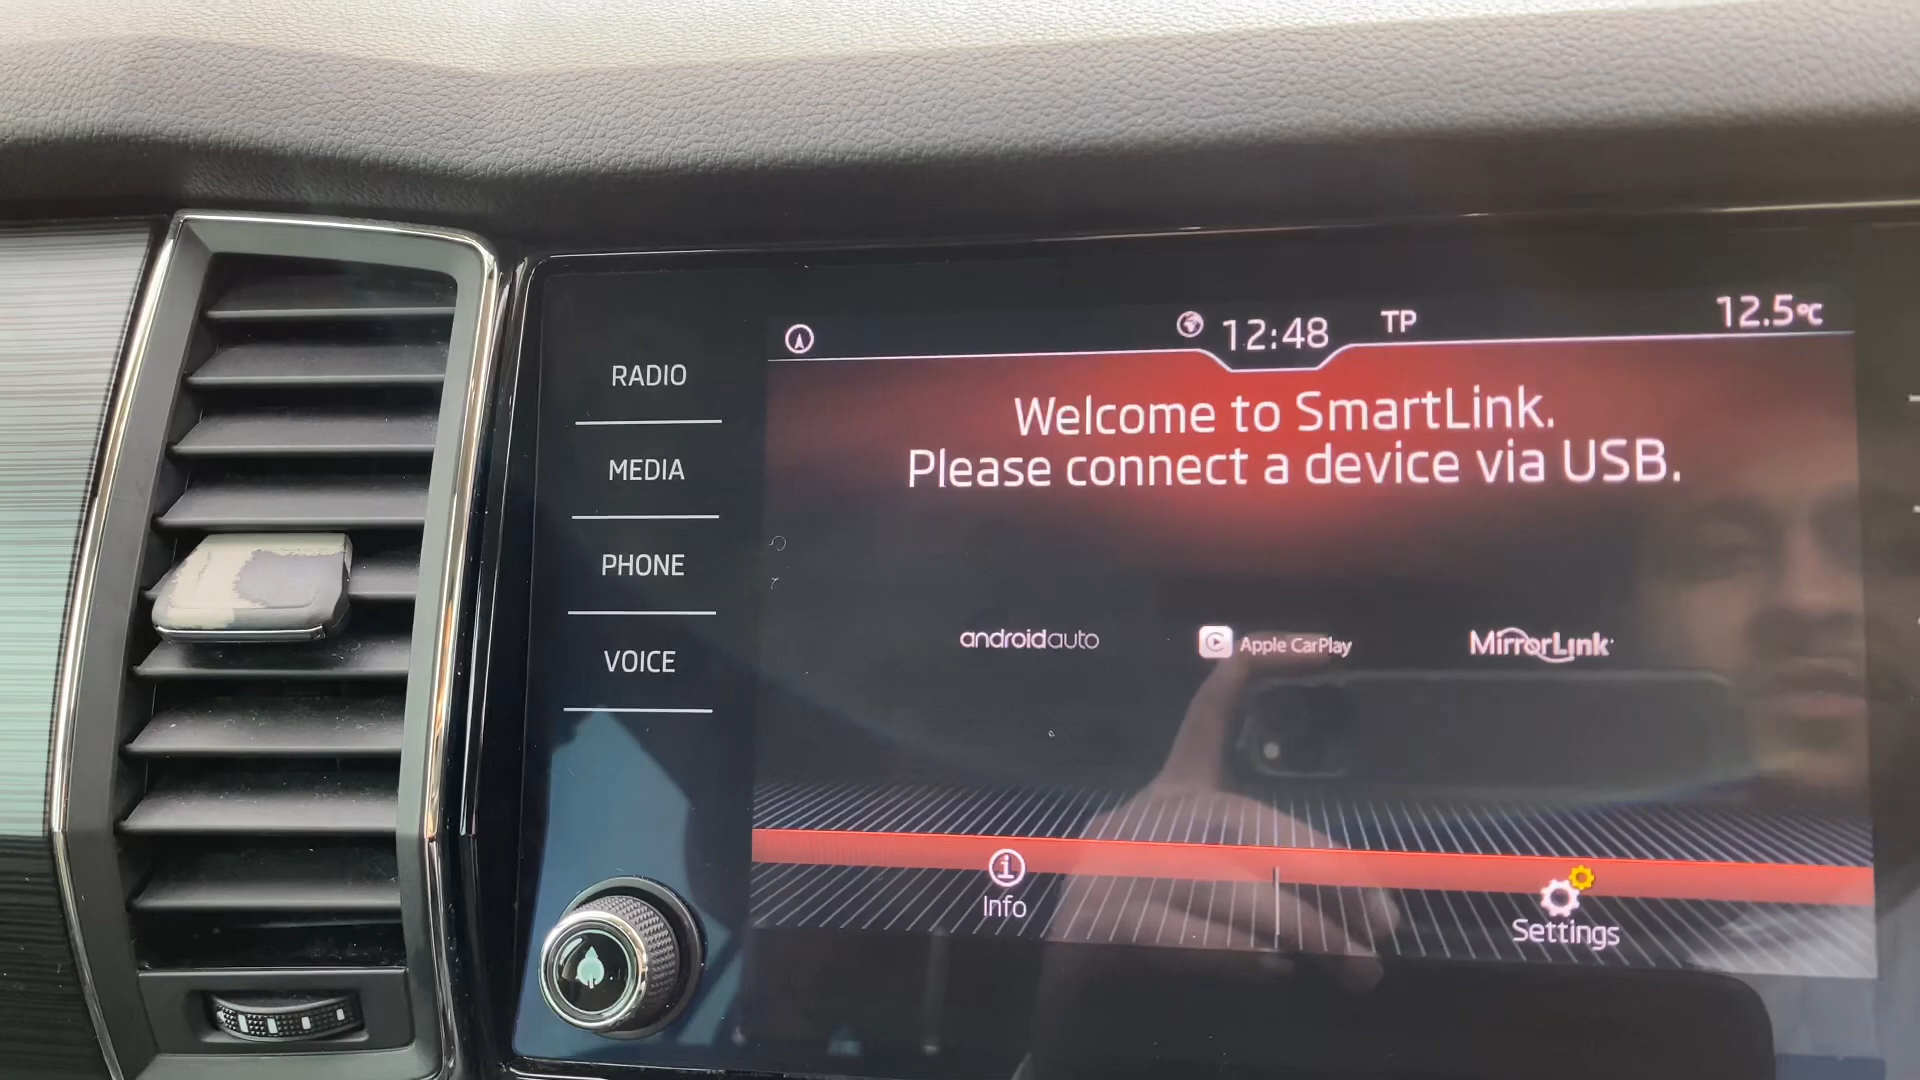 12:48
TP
12.5°C
Welcome to SmartLink.
Please connect a device via USB.
RADIO
MEDIA
PHONE
VOICE
androidauto
Apple CarPlay
MirrorLink
Info
Settings